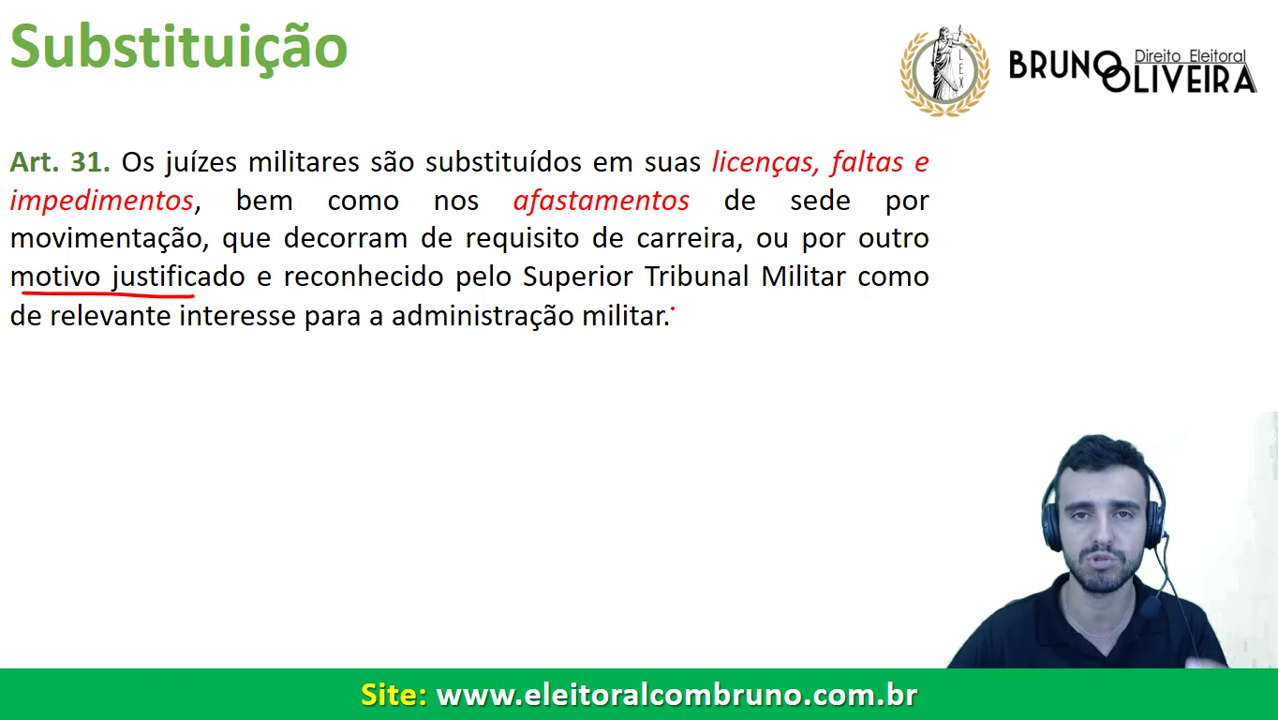 Substituição
LEX
Direito Eleitoral
BRUNO OLIVEIRA
Art. 31. Os juízes militares são substituídos em suas licenças, faltas e
impedimentos, bem como nos afastamentos de sede por
movimentação, que decorram de requisito de carreira, ou por outro
motivo justificado e reconhecido pelo Superior Tribunal Militar como
de relevante interesse para a administração militar.
Site: www.eleitoralcombruno.com.br